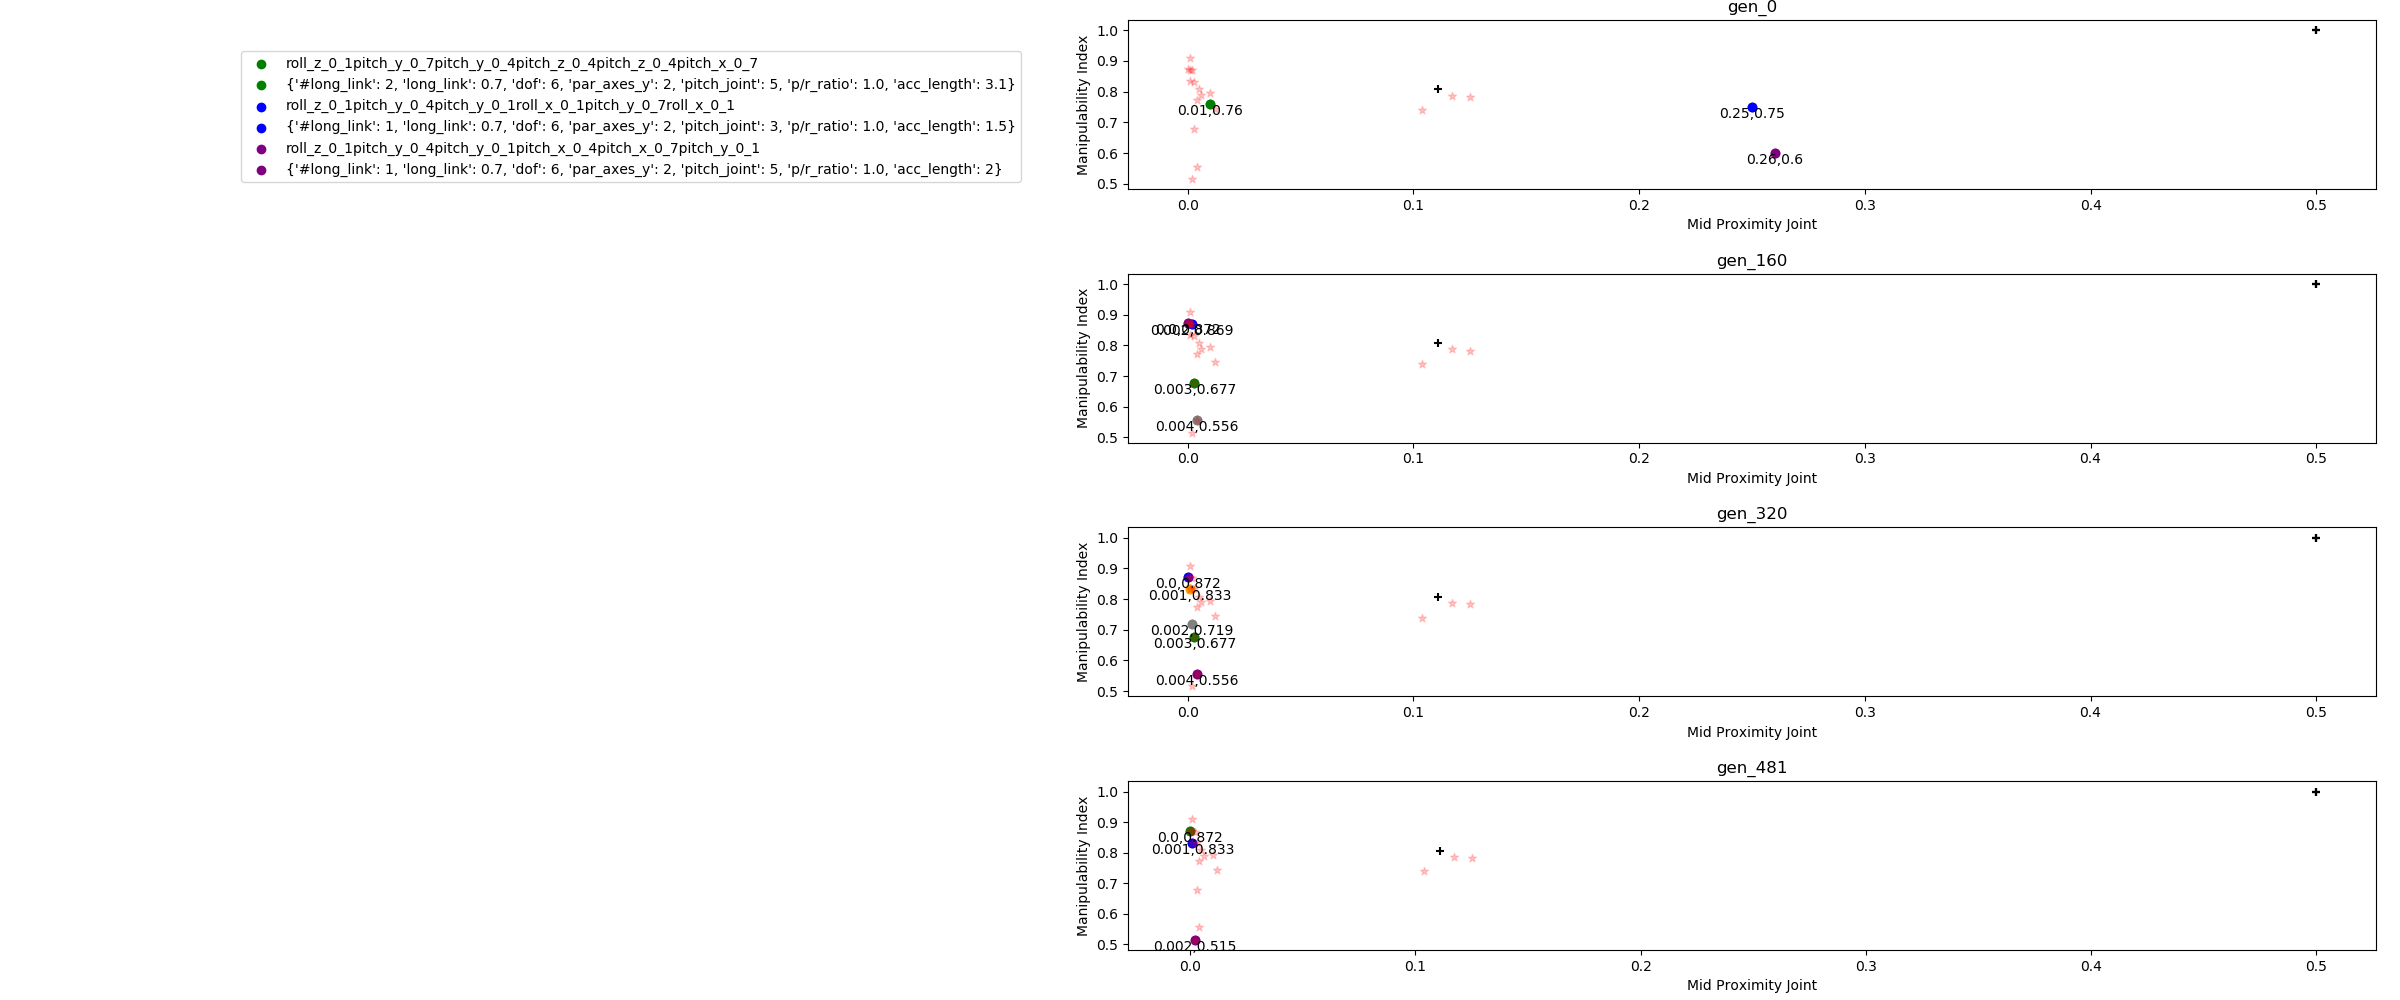 roll_z_0_1pitch_y_0_7pitch_y_0_4pitch_z_0_4pitch_z_0_4pitch_x_0_7
{'#long_link': 2, 'long_link': 0.7, 'dof': 6, 'par_axes_y': 2, 'pitch_joint': 5, 'p/r_ratio': 1.0, 'acc_length': 3.1}
roll_z_0_1pitch_y_0_4pitch_y_0_1roll_x_0_1pitch_y_0_7roll_x_0_1
{'#long_link': 1, 'long_link': 0.7, 'dof': 6, 'par_axes_y': 2, 'pitch_joint': 3, 'p/r_ratio': 1.0, 'acc_length': 1.5}
roll_z_0_1pitch_y_0_4pitch_y_0_1pitch_x_0_4pitch_x_0_7pitch_y_0_1
{'#long_link': 1, 'long_link': 0.7, 'dof': 6, 'par_axes_y': 2, 'pitch_joint': 5, 'p/r_ratio': 1.0, 'acc_length': 2}
gen_0
Manipulability Index
1.0
0.9
0.8
0.7
0.6
0.5
0.01,0.76
0.25,0.75
0.26,0.6
0.0 0.1 0.2 0.3 0.4 0.5
Mid Proximity Joint
gen_160
Manipulability Index
1.0
0.9
0.8
0.7
0.6
0.5
0.0,0.872
0.002,0.869
0.003,0.677
0.004,0.556
0.0 0.1 0.2 0.3 0.4 0.5
Mid Proximity Joint
gen_320
Manipulability Index
1.0
0.9
0.8
0.7
0.6
0.5
0.0,0.872
0.001,0.833
0.002,0.719
0.003,0.677
0.004,0.556
0.0 0.1 0.2 0.3 0.4 0.5
Mid Proximity Joint
gen_481
Manipulability Index
1.0
0.9
0.8
0.7
0.6
0.5
0.0,0.872
0.001,0.833
0.002,0.515
0.0 0.1 0.2 0.3 0.4 0.5
Mid Proximity Joint